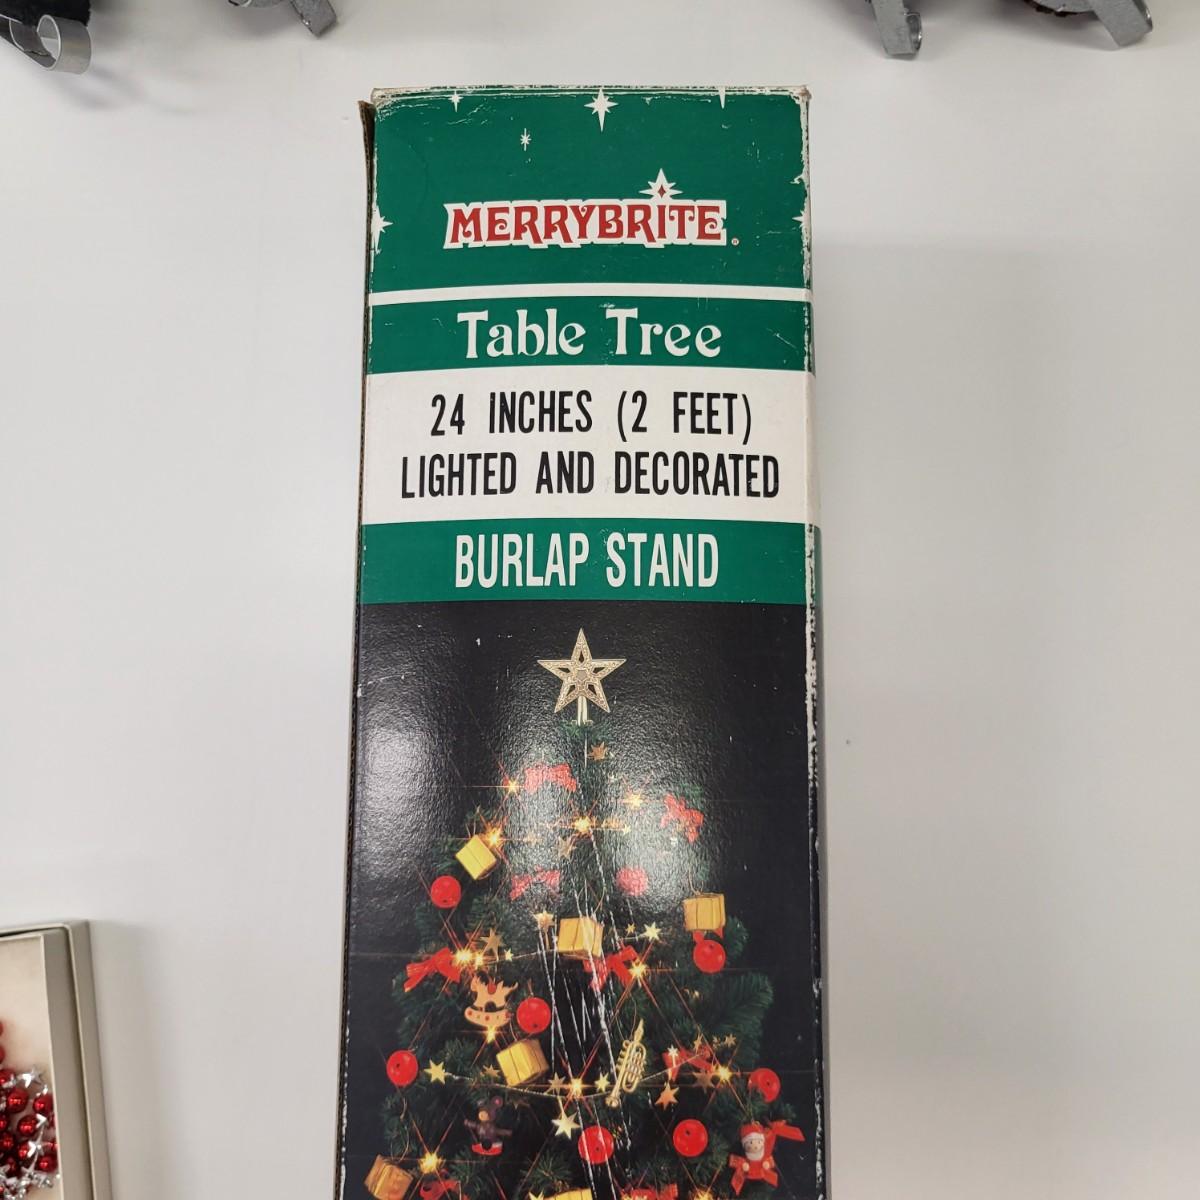 MERRYBRITE®
Table Tree
24 INCHES (2 FEET)
LIGHTED AND DECORATED
BURLAP STAND